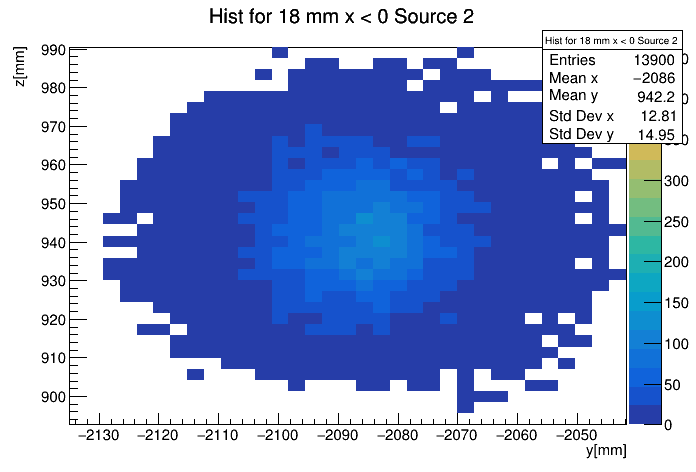 Hist for 18 mm x < 0 Source 2
Hist for 18 mm x < 0 Source 2
Entries 13900
Mean x −2086
Mean y 942.2
Std Dev x 12.81
Std Dev y 14.95
z[mm]
990
980
970
960
950
940
930
920
910
900
−2130 −2120 −2110 −2100 −2090 −2080 −2070 −2060 −2050
y[mm]
300
250
200
150
100
50
0